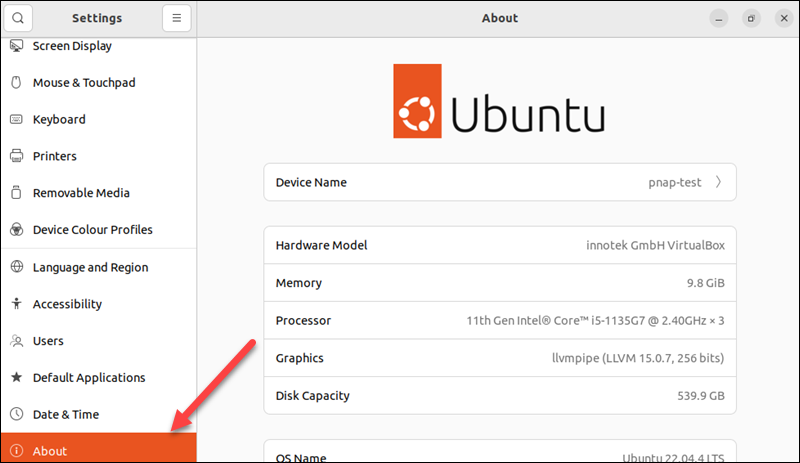 Settings
About
Screen Display
Mouse & Touchpad
Keyboard
Printers
Removable Media
Device Colour Profiles
Language and Region
Accessibility
Users
Default Applications
Date & Time
About
Ubuntu
Device Name pnap-test
Hardware Model innotek GmbH VirtualBox
Memory 9.8 GiB
Processor 11th Gen Intel® Core™ i5-1135G7 @ 2.40GHz × 3
Graphics llvmpipe (LLVM 15.0.7, 256 bits)
Disk Capacity 539.9 GB
OS Name Ubuntu 22.04.4 LTS